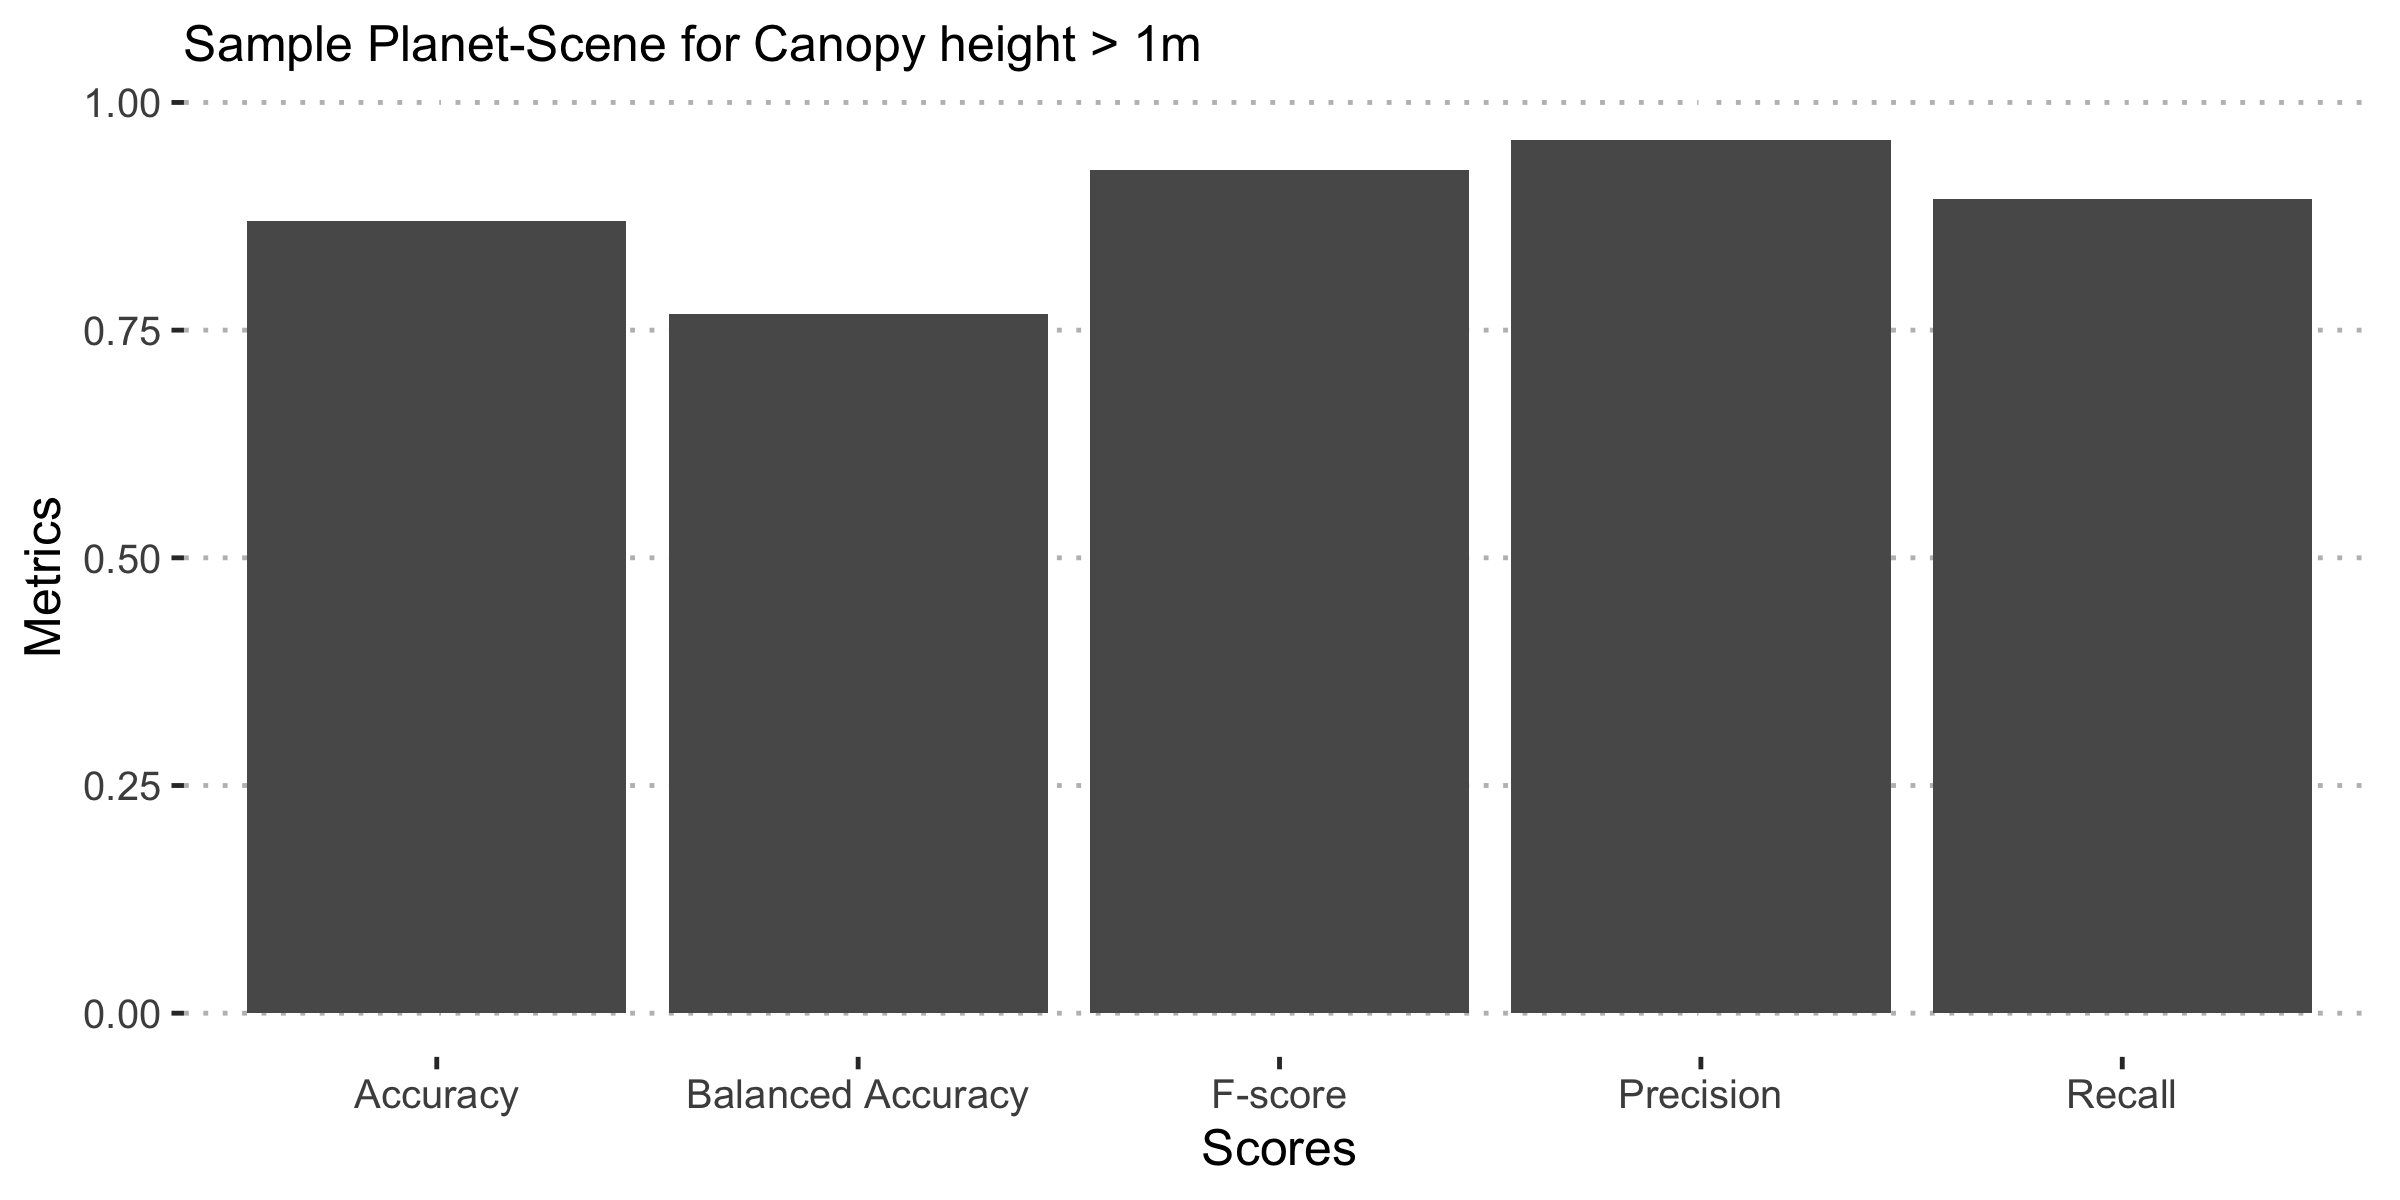 Sample Planet-Scene for Canopy height > 1m
1.00
0.75
0.50
0.25
0.00
Metrics
Accuracy
Balanced Accuracy
F-score
Precision
Recall
Scores